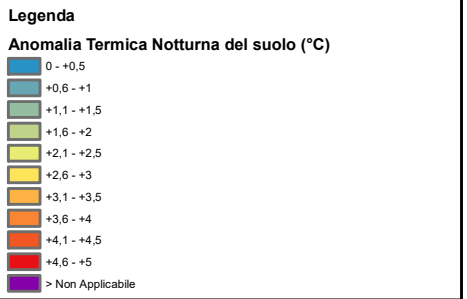 Legenda
Anomalia Termica Notturna del suolo (°C)
0 - +0,5
+0,6 - +1
+1,1 - +1,5
+1,6 - +2
+2,1 - +2,5
+2,6 - +3
+3,1 - +3,5
+3,6 - +4
+4,1 - +4,5
+4,6 - +5
> Non Applicabile